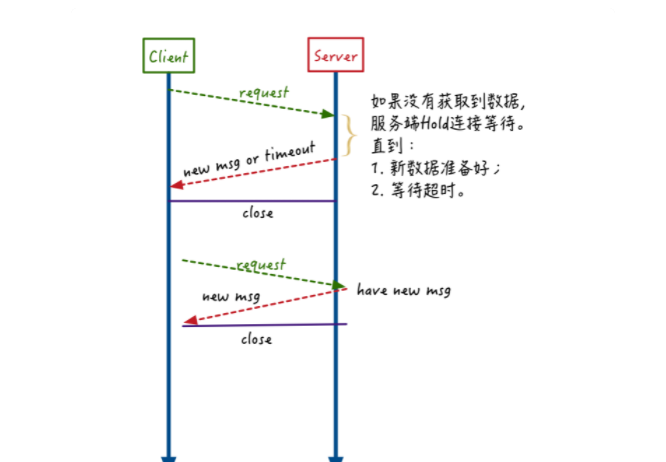 Client
Server
request
如果没有获取到数据,
服务端Hold连接等待。
直到:
1. 新数据准备好;
2. 等待超时。
new msg or timeout
close
request
have new msg
new msg
close